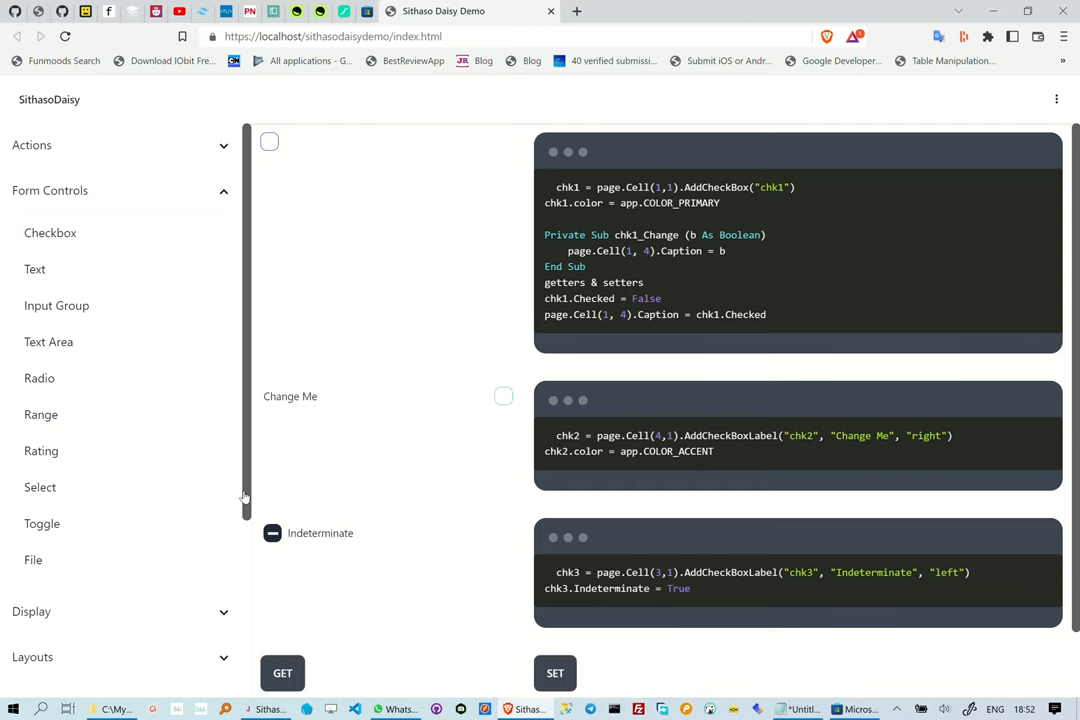 Sithaso Daisy Demo
https://localhost/sithasodaisydemo/index.html
Funmoods Search
Download IObit Fre...
All applications - G...
BestReviewApp
JR
Blog
Blog
40 verified submissi...
Submit iOS or Andr...
Google Developer...
Table Manipulation...
»
SithasoDaisy
Actions
Form Controls
Checkbox
Text
Input Group
Text Area
Radio
Range
Rating
Select
Toggle
File
Display
Layouts
chk1 = page.Cell(1,1).AddCheckBox("chk1")
chk1.color = app.COLOR_PRIMARY
Private Sub chk1_Change (b As Boolean)
page.Cell(1, 4).Caption = b
End Sub
getters & setters
chk1.Checked = False
page.Cell(1, 4).Caption = chk1.Checked
Change Me
chk2 = page.Cell(4,1).AddCheckBoxLabel("chk2", "Change Me", "right")
chk2.color = app.COLOR_ACCENT
Indeterminate
chk3 = page.Cell(3,1).AddCheckBoxLabel("chk3", "Indeterminate", "left")
chk3.Indeterminate = True
GET
SET
C:\My...
Sithas...
Whats...
Sithas...
*Untitl...
Micros...
ENG
18:52